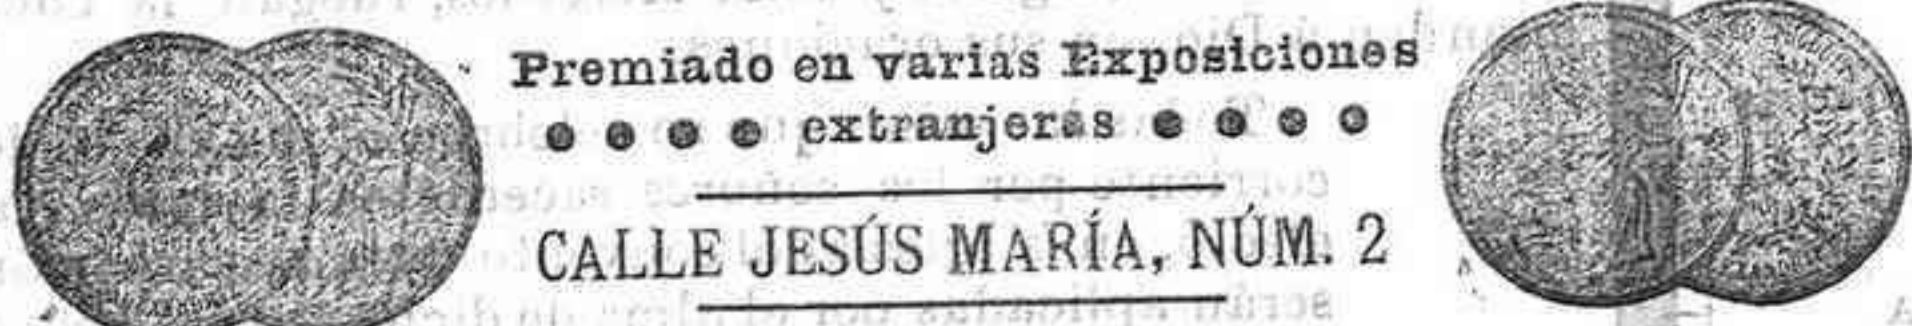 Premiado en varias Exposiciones
extranjeras
CALLE JESÚS MARÍA, NÚM. 2